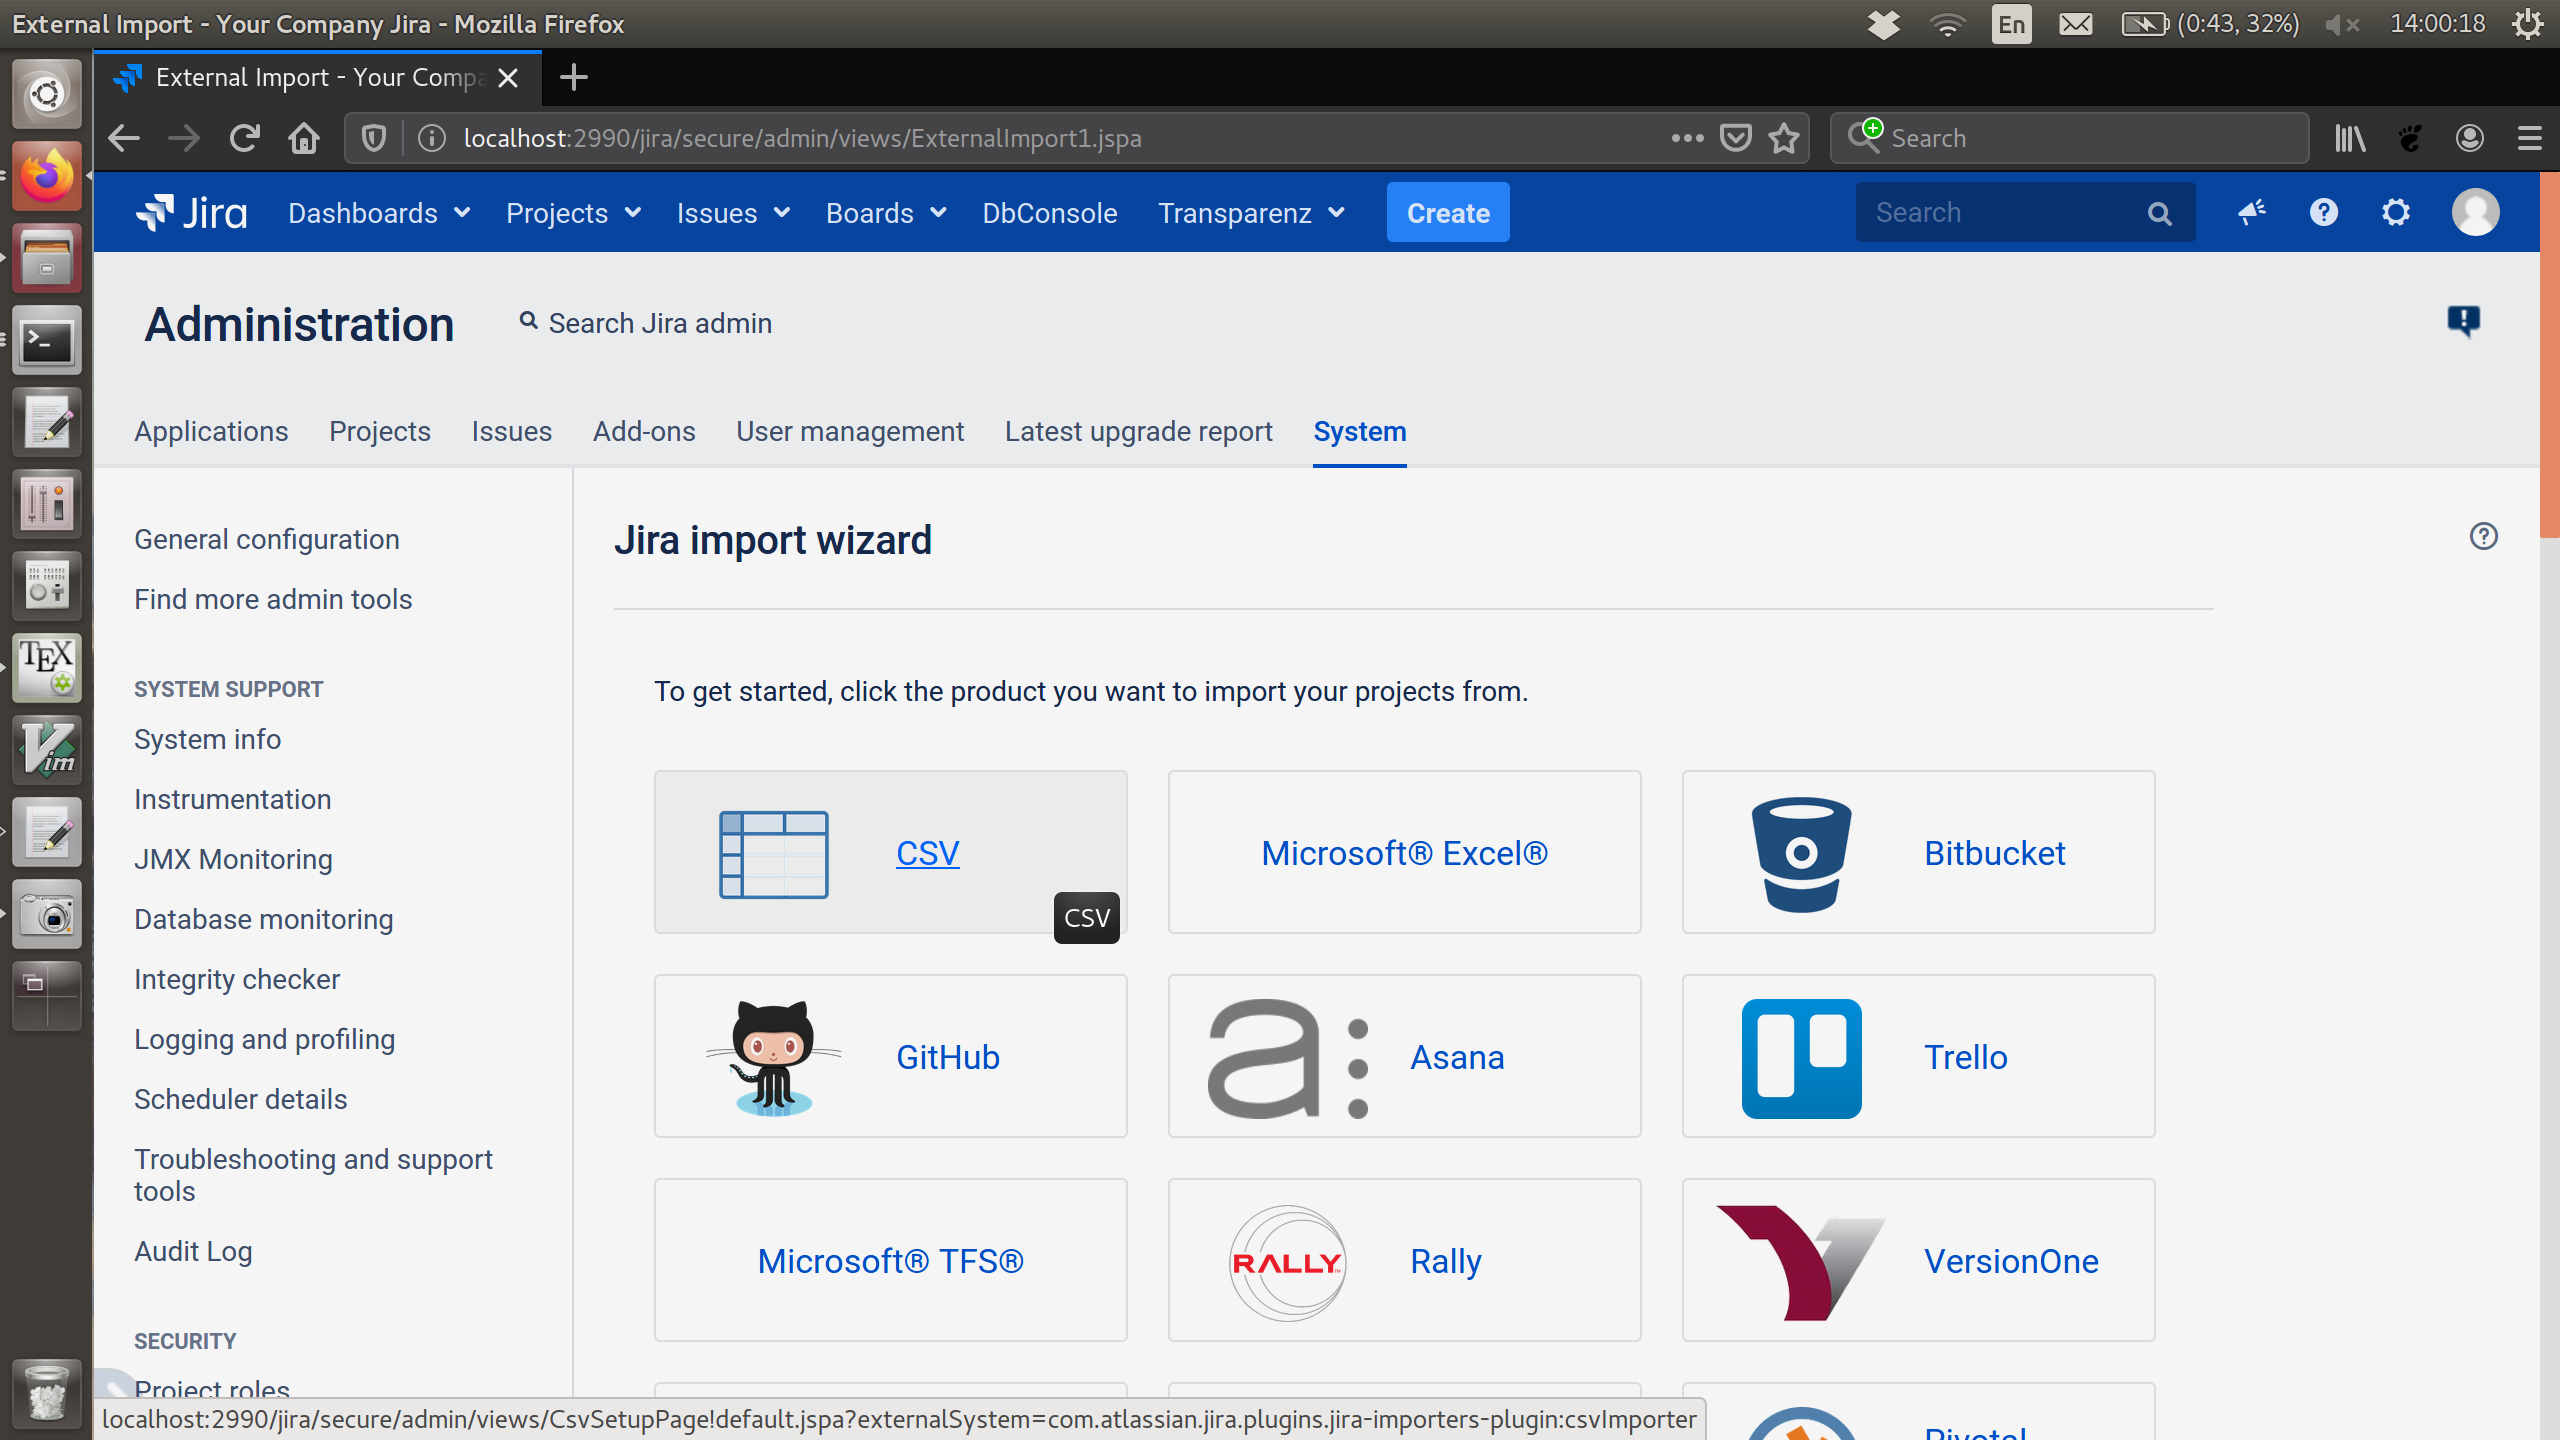 External Import - Your Company Jira - Mozilla Firefox
En
(0:43, 32%)
14:00:18
External Import - Your Compa
localhost:2990/jira/secure/admin/views/ExternalImport1.jspa
Search
Jira
Dashboards
Projects
Issues
Boards
DbConsole
Transparenz
Create
Search
Administration
Search Jira admin
Applications
Projects
Issues
Add-ons
User management
Latest upgrade report
System
General configuration
Find more admin tools
SYSTEM SUPPORT
System info
Instrumentation
JMX Monitoring
Database monitoring
Integrity checker
Logging and profiling
Scheduler details
Troubleshooting and support
tools
Audit Log
SECURITY
Project roles
Jira import wizard
To get started, click the product you want to import your projects from.
CSV
CSV
Microsoft® Excel®
Bitbucket
GitHub
Asana
Trello
Microsoft® TFS®
RALLY
Rally
VersionOne
Pivotal
localhost:2990/jira/secure/admin/views/CsvSetupPage!default.jspa?externalSystem=com.atlassian.jira.plugins.jira-importers-plugin:csvImporter
TEX
Vim